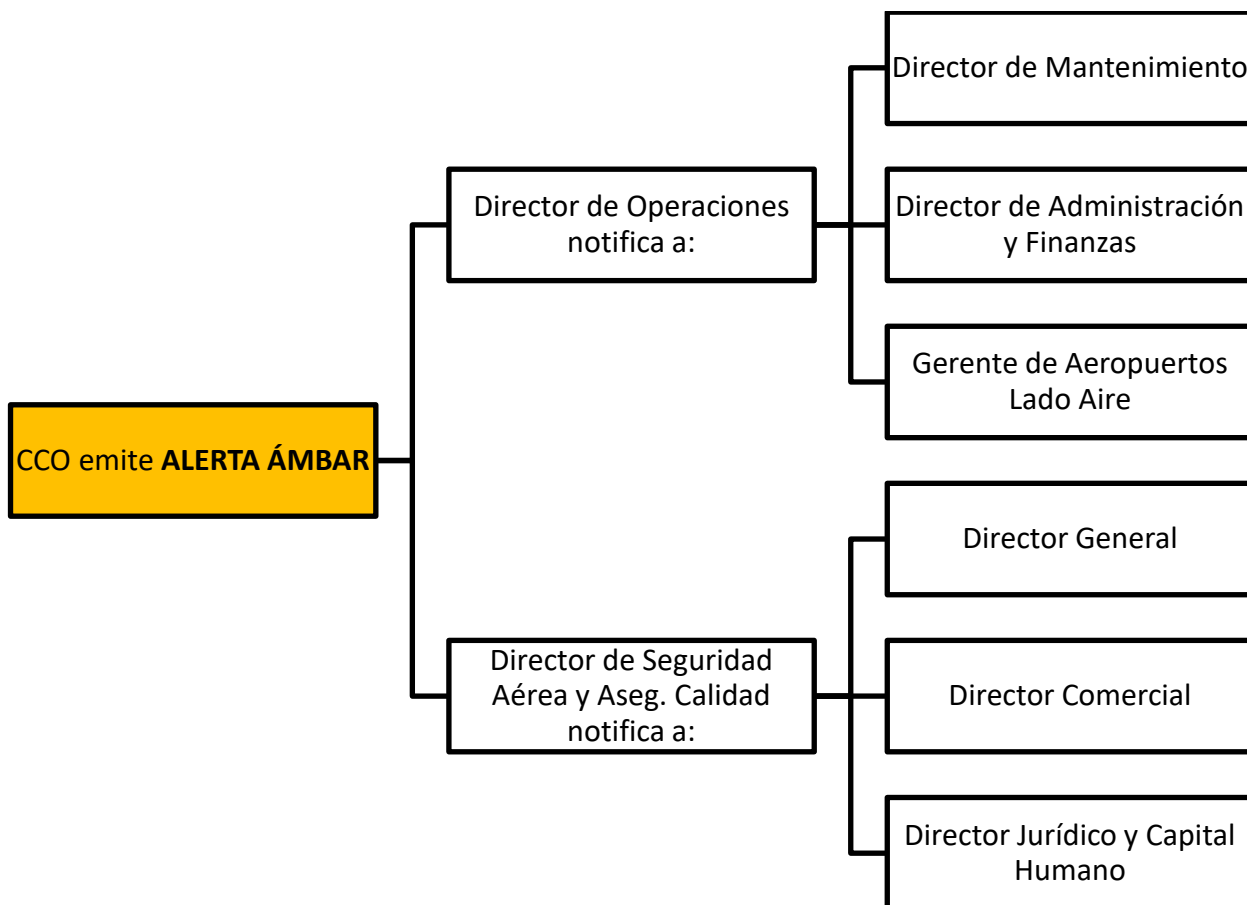 CCO emite ALERTA ÁMBAR
Director de Operaciones
notifica a:
Director de Mantenimiento
Director de Administración
y Finanzas
Gerente de Aeropuertos
Lado Aire
Director de Seguridad
Aérea y Aseg. Calidad
notifica a:
Director General
Director Comercial
Director Jurídico y Capital
Humano